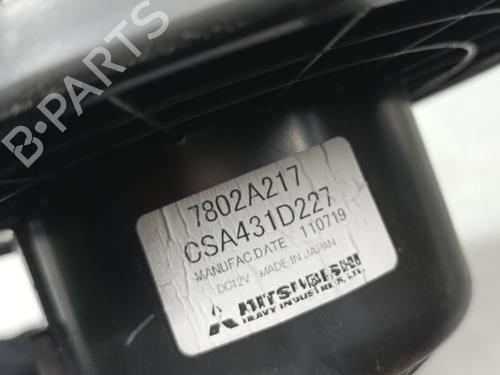 7802A217
CSA431D227
MANUFAC.DATE 110719
DC12V MADE IN JAPAN
MITSUBISHI
HEAVY INDUSTRIES, LTD.
B-PARTS